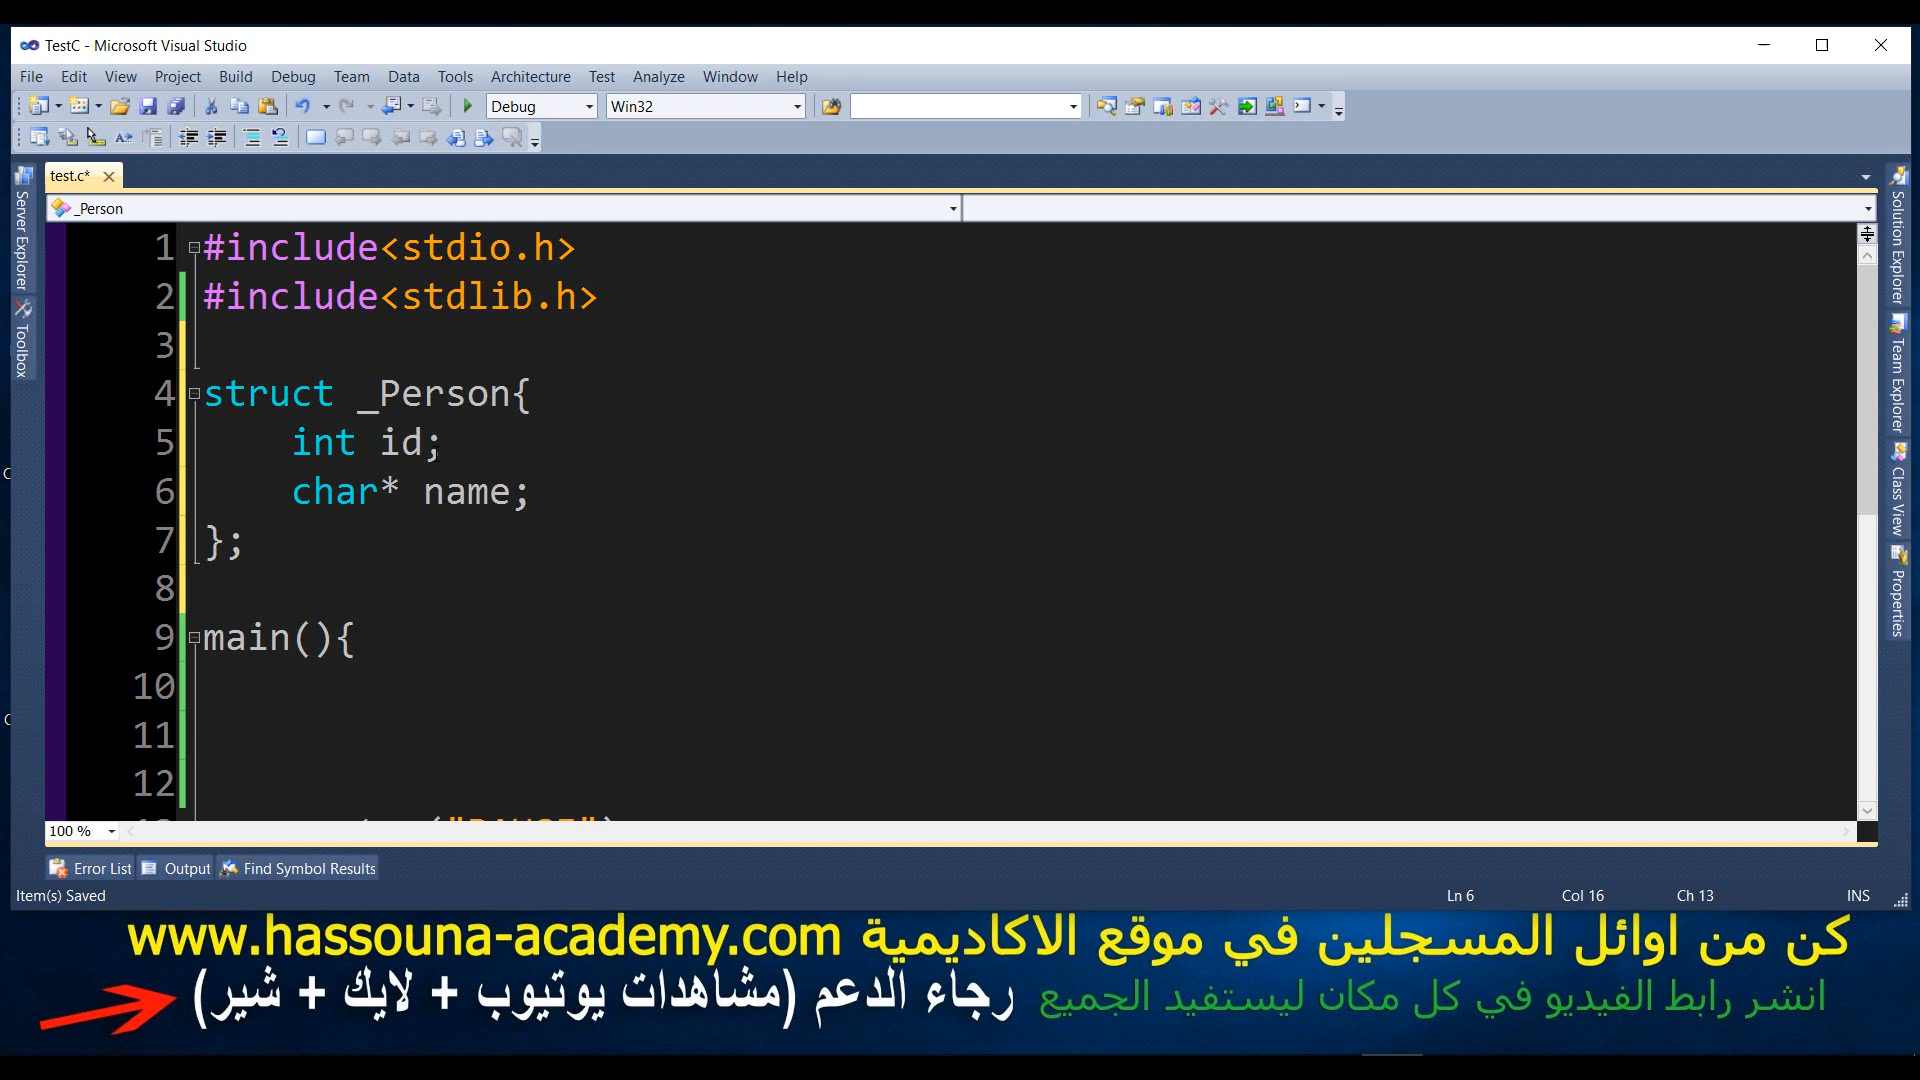 TestC - Microsoft Visual Studio
File Edit View Project Build Debug Team Data Tools Architecture Test Analyze Window Help
Debug Win32
test.c*
_Person
Server Explorer
Toolbox
Solution Explorer
Team Explorer
Class View
Properties
1 #include<stdio.h>
2 #include<stdlib.h>
3
4 struct _Person{
5 int id;
6 char* name;
7 };
8
9 main(){
10
11
12
100 %
Error List Output Find Symbol Results
Item(s) Saved Ln 6 Col 16 Ch 13 INS
كن من اوائل المسجلين في موقع الاكاديمية www.hassouna-academy.com
انشر رابط الفيديو في كل مكان ليستفيد الجميع رجاء الدعم (مشاهدات يوتيوب + لايك + شير)